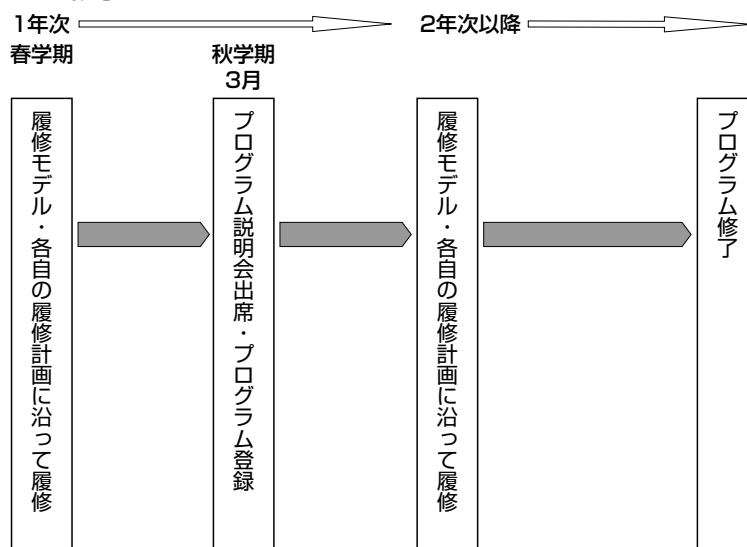 1年次
2年次以降
春学期
秋学期
3月
履修モデル・各自の履修計画に沿って履修
プログラム説明会出席・プログラム登録
履修モデル・各自の履修計画に沿って履修
プログラム修了